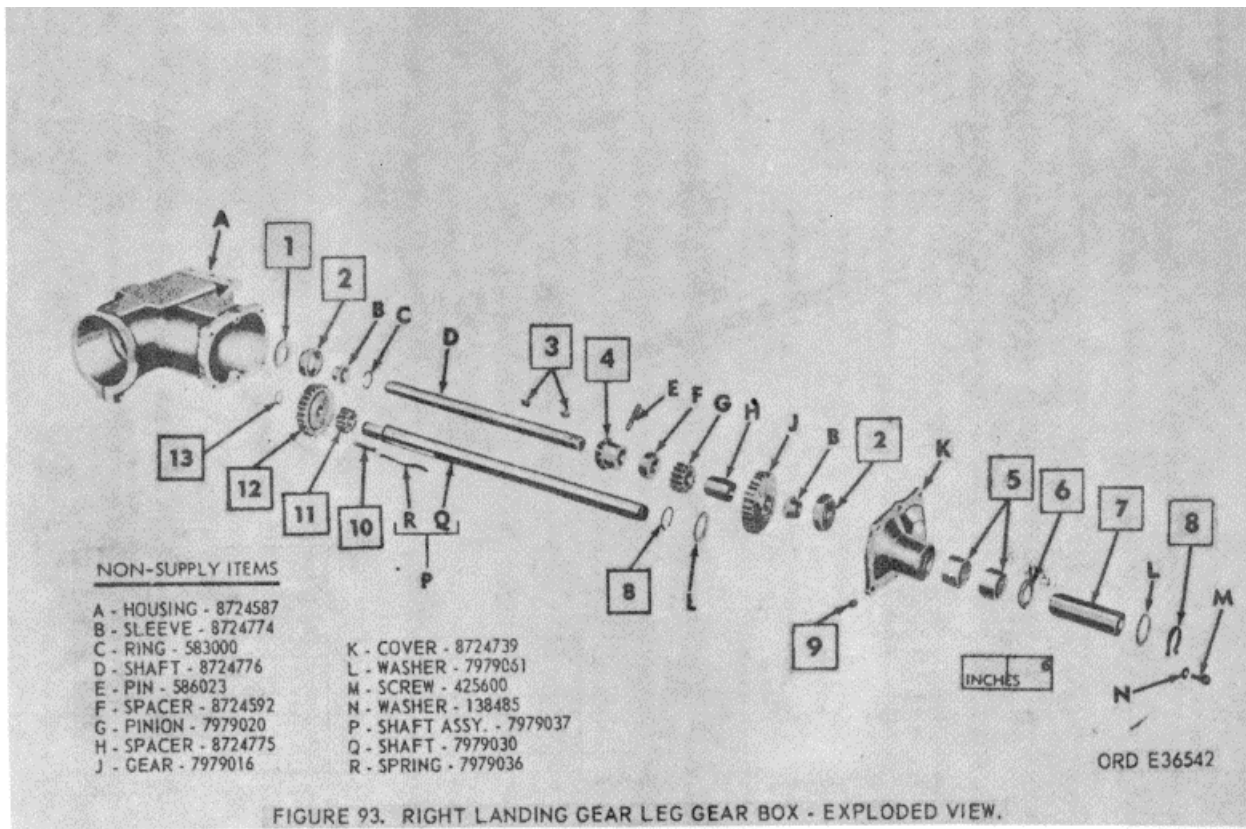 A
1
2
B
C
D
3
4
E
F
G
H
J
B
2
K
5
6
7
8
L
M
13
12
11
10
R Q
P
8
L
9
INCHES 6
N
NON-SUPPLY ITEMS
A - HOUSING - 8724587
B - SLEEVE - 8724774
C - RING - 583000
D - SHAFT - 8724776
E - PIN - 586023
F - SPACER - 8724592
G - PINION - 7979020
H - SPACER - 8724775
J - GEAR - 7979016
K - COVER - 8724739
L - WASHER - 7979061
M - SCREW - 425600
N - WASHER - 138485
P - SHAFT ASSY. - 7979037
Q - SHAFT - 7979030
R - SPRING - 7979036
ORD E36542
FIGURE 93. RIGHT LANDING GEAR LEG GEAR BOX - EXPLODED VIEW.